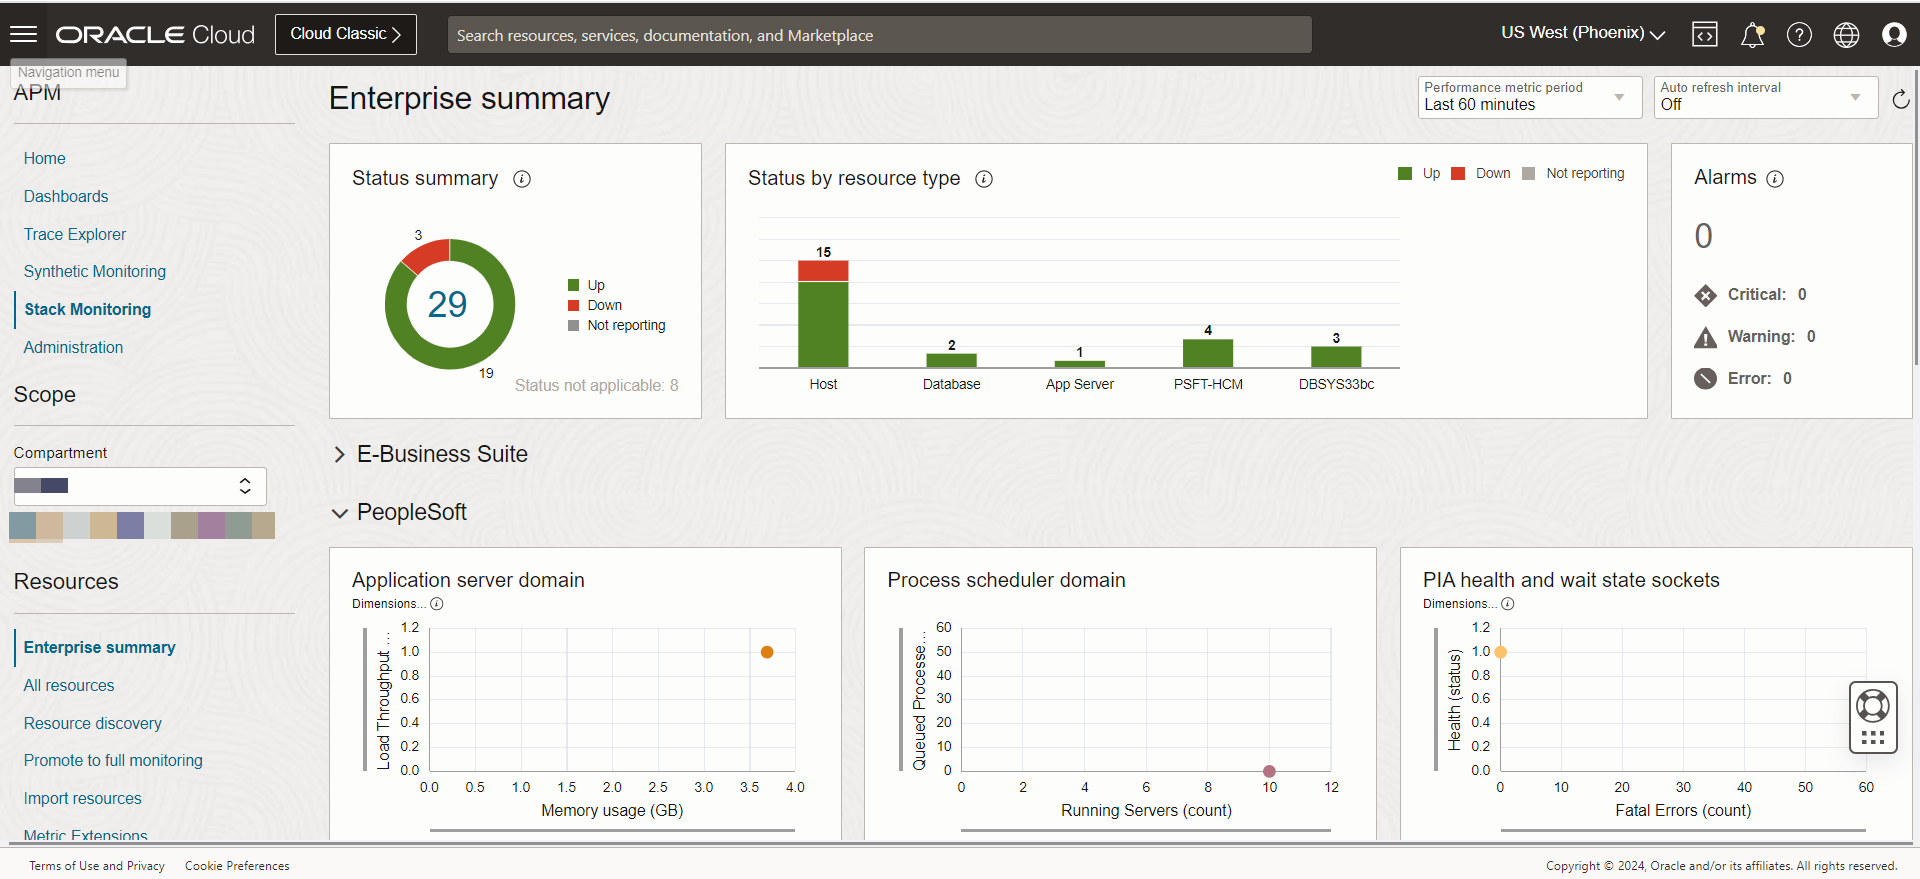 ORACLE Cloud
Cloud Classic
Search resources, services, documentation, and Marketplace
US West (Phoenix)
Navigation menu
APM
Home
Dashboards
Trace Explorer
Synthetic Monitoring
Stack Monitoring
Administration
Scope
Compartment
Resources
Enterprise summary
All resources
Resource discovery
Promote to full monitoring
Import resources
Metric Extensions
Enterprise summary
Performance metric period
Last 60 minutes
Auto refresh interval
Off
Status summary
3
29
19
Up
Down
Not reporting
Status not applicable: 8
Status by resource type
Up Down Not reporting
15
2
1
4
3
Host Database App Server PSFT-HCM DBSYS33bc
Alarms
0
Critical: 0
Warning: 0
Error: 0
E-Business Suite
PeopleSoft
Application server domain
Dimensions...
Load Throughput ...
1.2
1.0
0.8
0.6
0.4
0.2
0.0
0.0 0.5 1.0 1.5 2.0 2.5 3.0 3.5 4.0
Memory usage (GB)
Process scheduler domain
Queued Processe...
60
50
40
30
20
10
0
0 2 4 6 8 10 12
Running Servers (count)
PIA health and wait state sockets
Dimensions...
Health (status)
1.2
1.0
0.8
0.6
0.4
0.2
0.0
0 10 20 30 40 50 60
Fatal Errors (count)
Terms of Use and Privacy Cookie Preferences
Copyright © 2024, Oracle and/or its affiliates. All rights reserved.